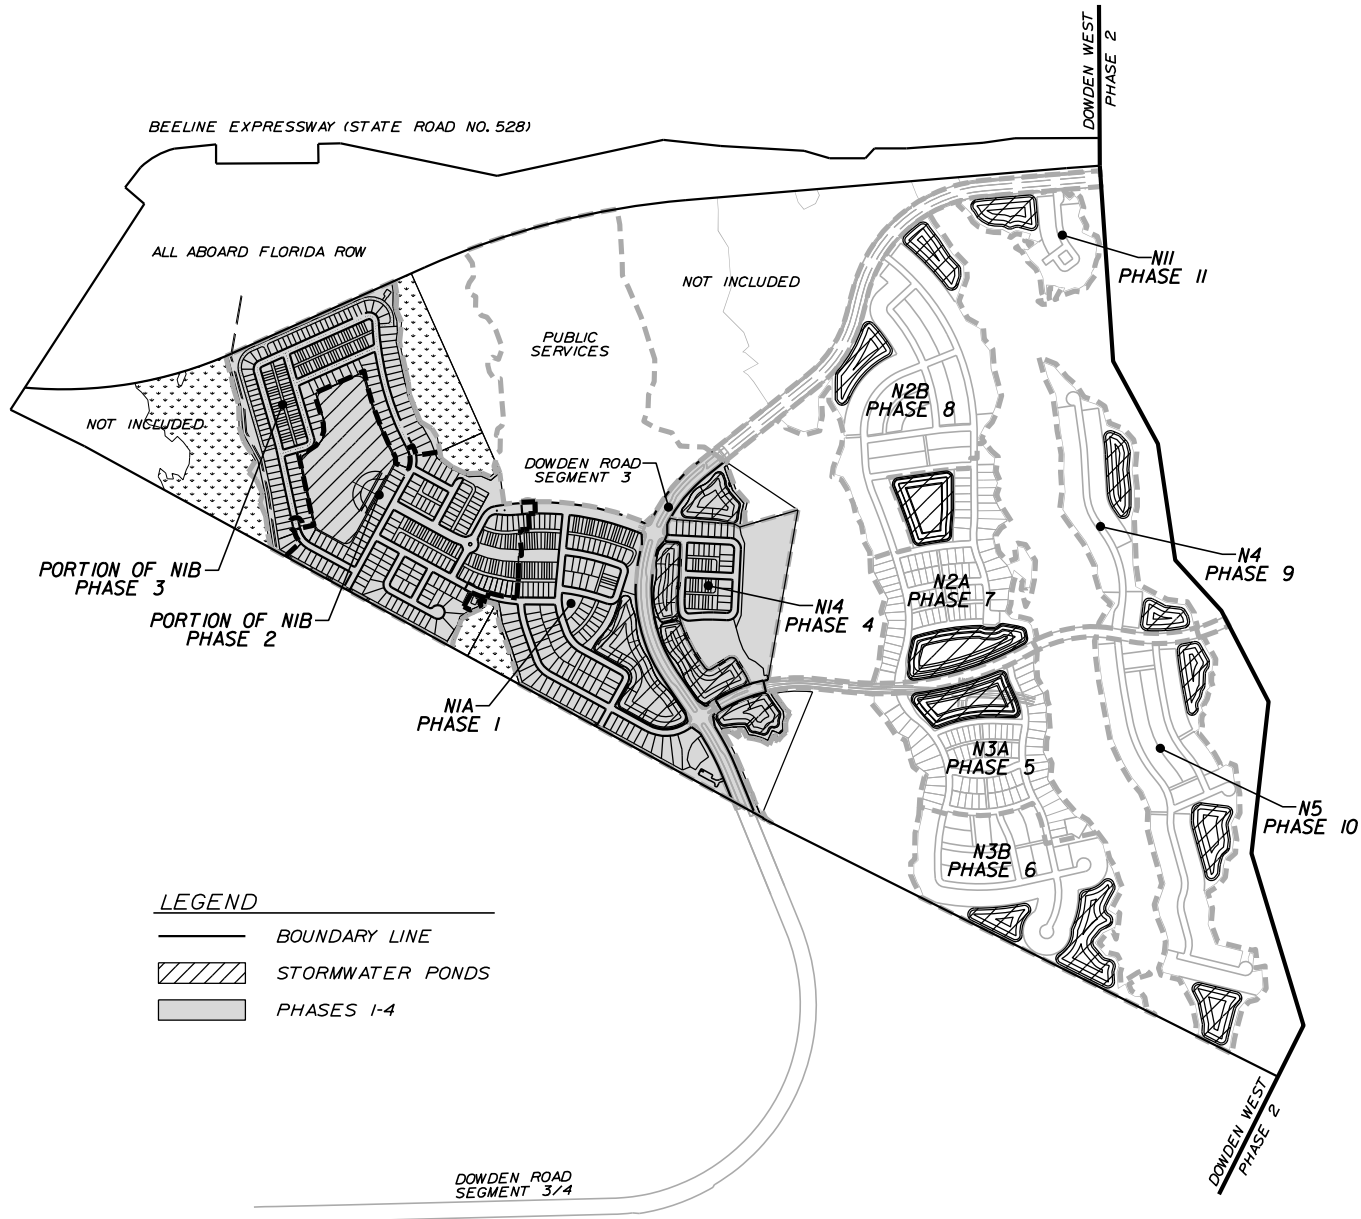 DOWDEN WEST
PHASE 2
BEELINE EXPRESSWAY (STATE ROAD NO. 528)
ALL ABOARD FLORIDA ROW
NOT INCLUDED
N11
PHASE 11
PUBLIC
SERVICES
N2B
PHASE 8
NOT INCLUDED
DOWDEN ROAD
SEGMENT 3
PORTION OF N1B
PHASE 3
N4
PHASE 9
N2A
PHASE 7
PORTION OF N1B
PHASE 2
N14
PHASE 4
N1A
PHASE 1
N3A
PHASE 5
N5
PHASE 10
N3B
PHASE 6
LEGEND
BOUNDARY LINE
STORMWATER PONDS
PHASES 1-4
DOWDEN WEST
PHASE 2
DOWDEN ROAD
SEGMENT 3/4